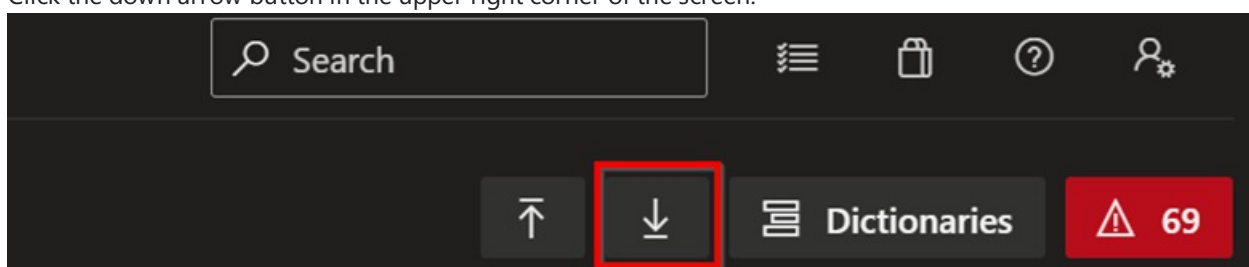 Click the down arrow button in the upper right corner of the screen.
Search
Dictionaries
69